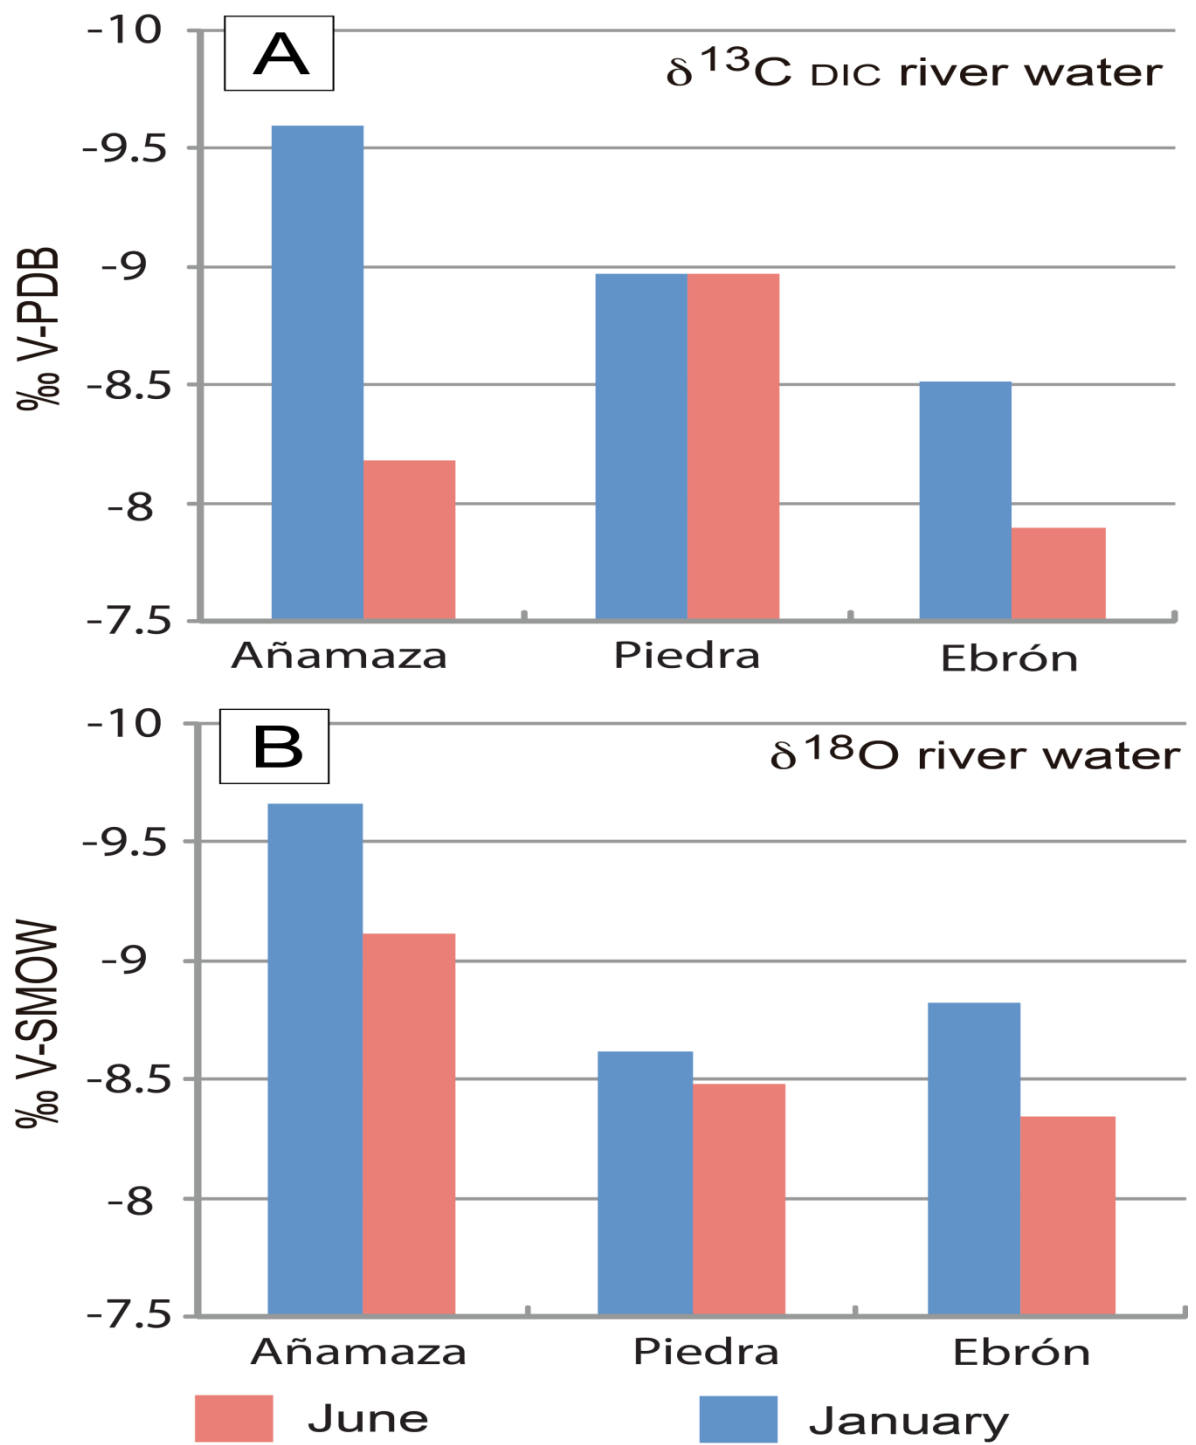 A
δ13C DIC river water
-10
-9.5
-9
-8.5
-8
-7.5
‰ V-PDB
Añamaza
Piedra
Ebrón
B
δ18O river water
-10
-9.5
-9
-8.5
-8
-7.5
‰ V-SMOW
Añamaza
Piedra
Ebrón
June
January